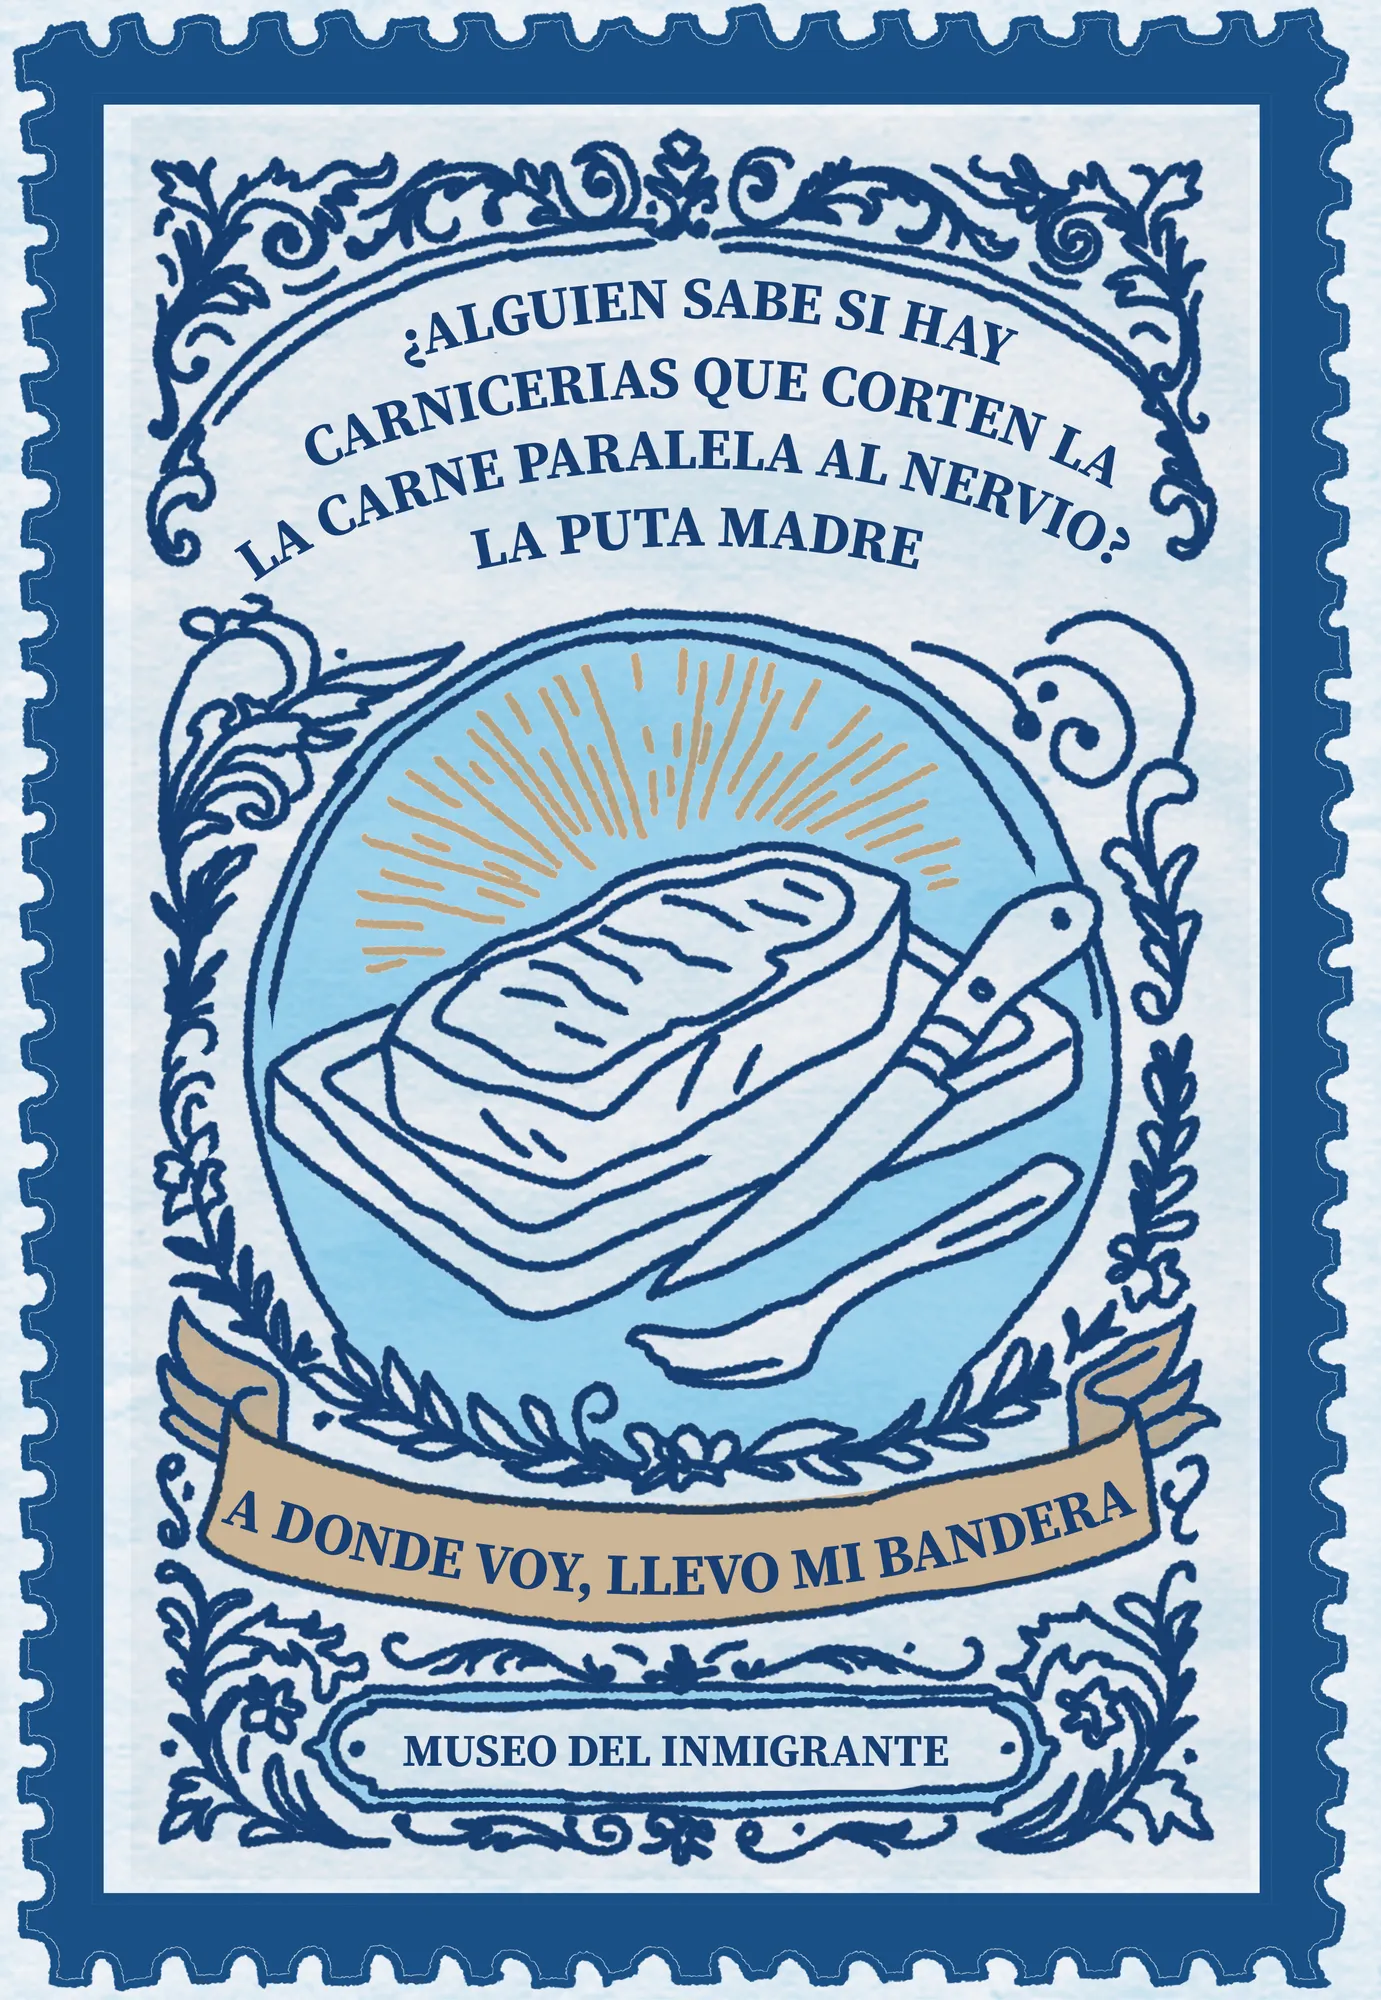 ¿ALGUIEN SABE SI HAY
CARNICERIAS QUE CORTEN LA
LA CARNE PARALELA AL NERVIO?
LA PUTA MADRE
A DONDE VOY, LLEVO MI BANDERA
MUSEO DEL INMIGRANTE